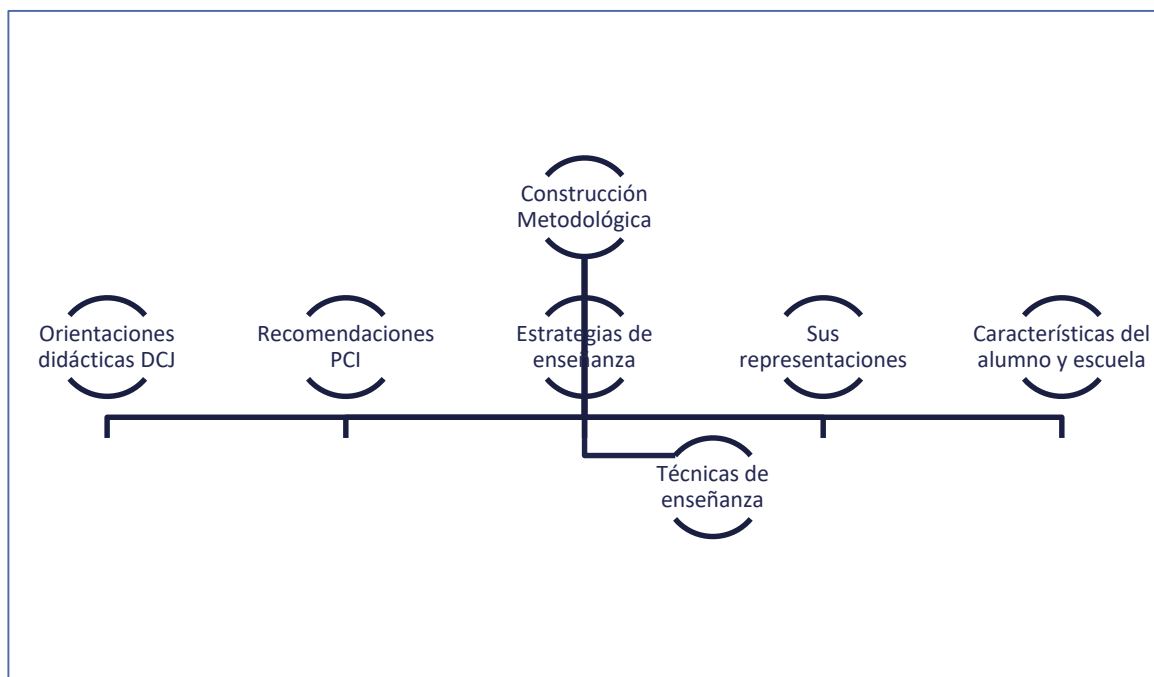 Construcción
Metodológica
Orientaciones
didácticas DCJ
Recomendaciones
PCI
Estrategias de
enseñanza
Sus
representaciones
Características del
alumno y escuela
Técnicas de
enseñanza